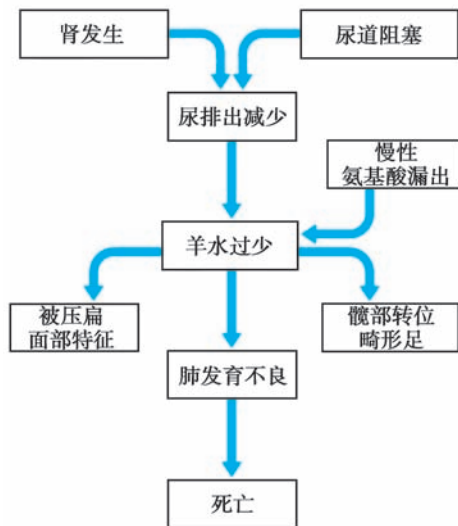 肾发生
尿道阻塞
尿排出减少
慢性
氨基酸漏出
羊水过少
被压扁
面部特征
髋部转位
畸形足
肺发育不良
死亡